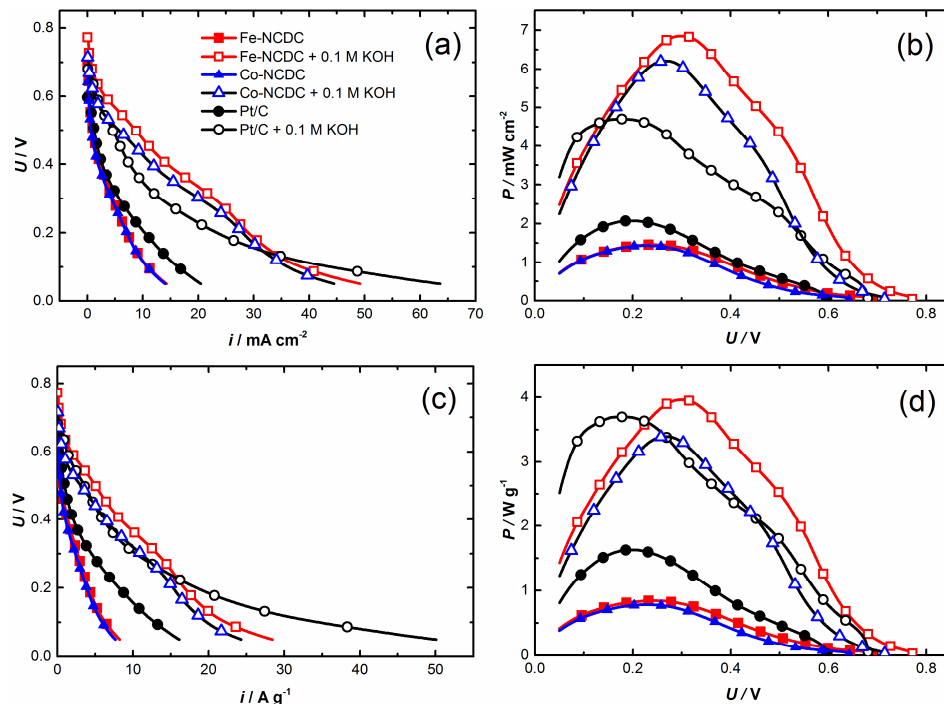 (a)
Fe-NCDC
Fe-NCDC + 0.1 M KOH
Co-NCDC
Co-NCDC + 0.1 M KOH
Pt/C
Pt/C + 0.1 M KOH
U / V
0.8
0.6
0.4
0.2
0.0
0 10 20 30 40 50 60 70
i / mA cm⁻²
(b)
P / mW cm⁻²
7
6
5
4
3
2
1
0
0.0 0.2 0.4 0.6 0.8
U / V
(c)
U / V
0.8
0.6
0.4
0.2
0.0
0 10 20 30 40 50
i / A g⁻¹
(d)
P / W g⁻¹
4
3
2
1
0
0.0 0.2 0.4 0.6 0.8
U / V